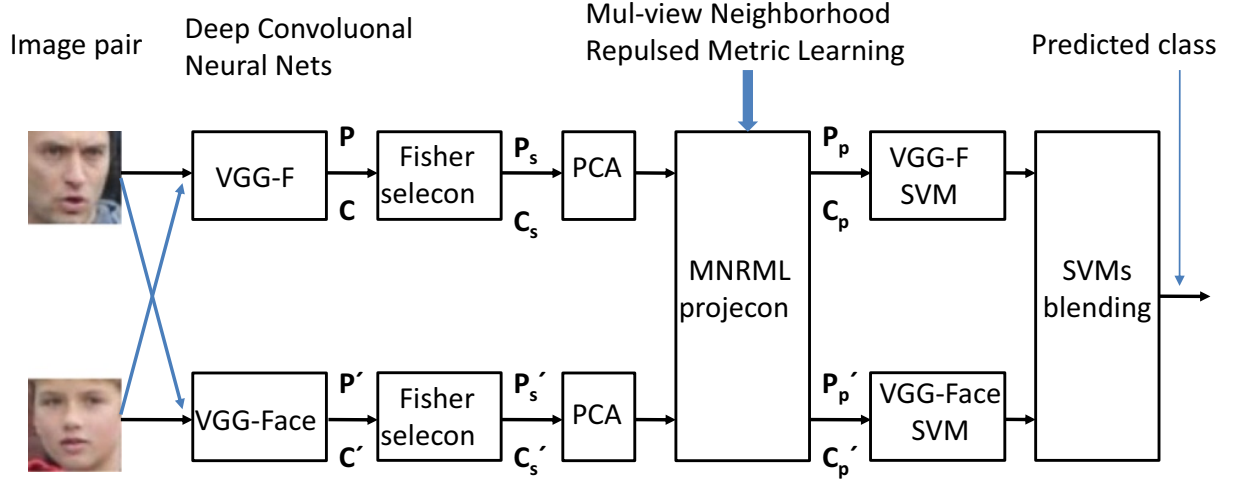 Image pair
Deep Convoluonal
Neural Nets
Mul-view Neighborhood
Repulsed Metric Learning
Predicted class
VGG-F
P
C
Fisher
selecon
Ps
Cs
PCA
MNRML
projecon
Pp
Cp
VGG-F
SVM
SVMs
blending
VGG-Face
P´
C´
Fisher
selecon
Ps´
Cs´
PCA
Pp´
Cp´
VGG-Face
SVM